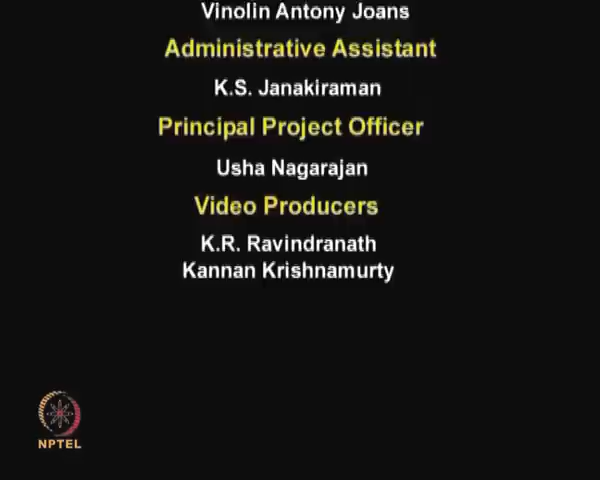 Vinolin Antony Joans
Administrative Assistant
K.S. Janakiraman
Principal Project Officer
Usha Nagarajan
Video Producers
K.R. Ravindranath
Kannan Krishnamurty
NPTEL